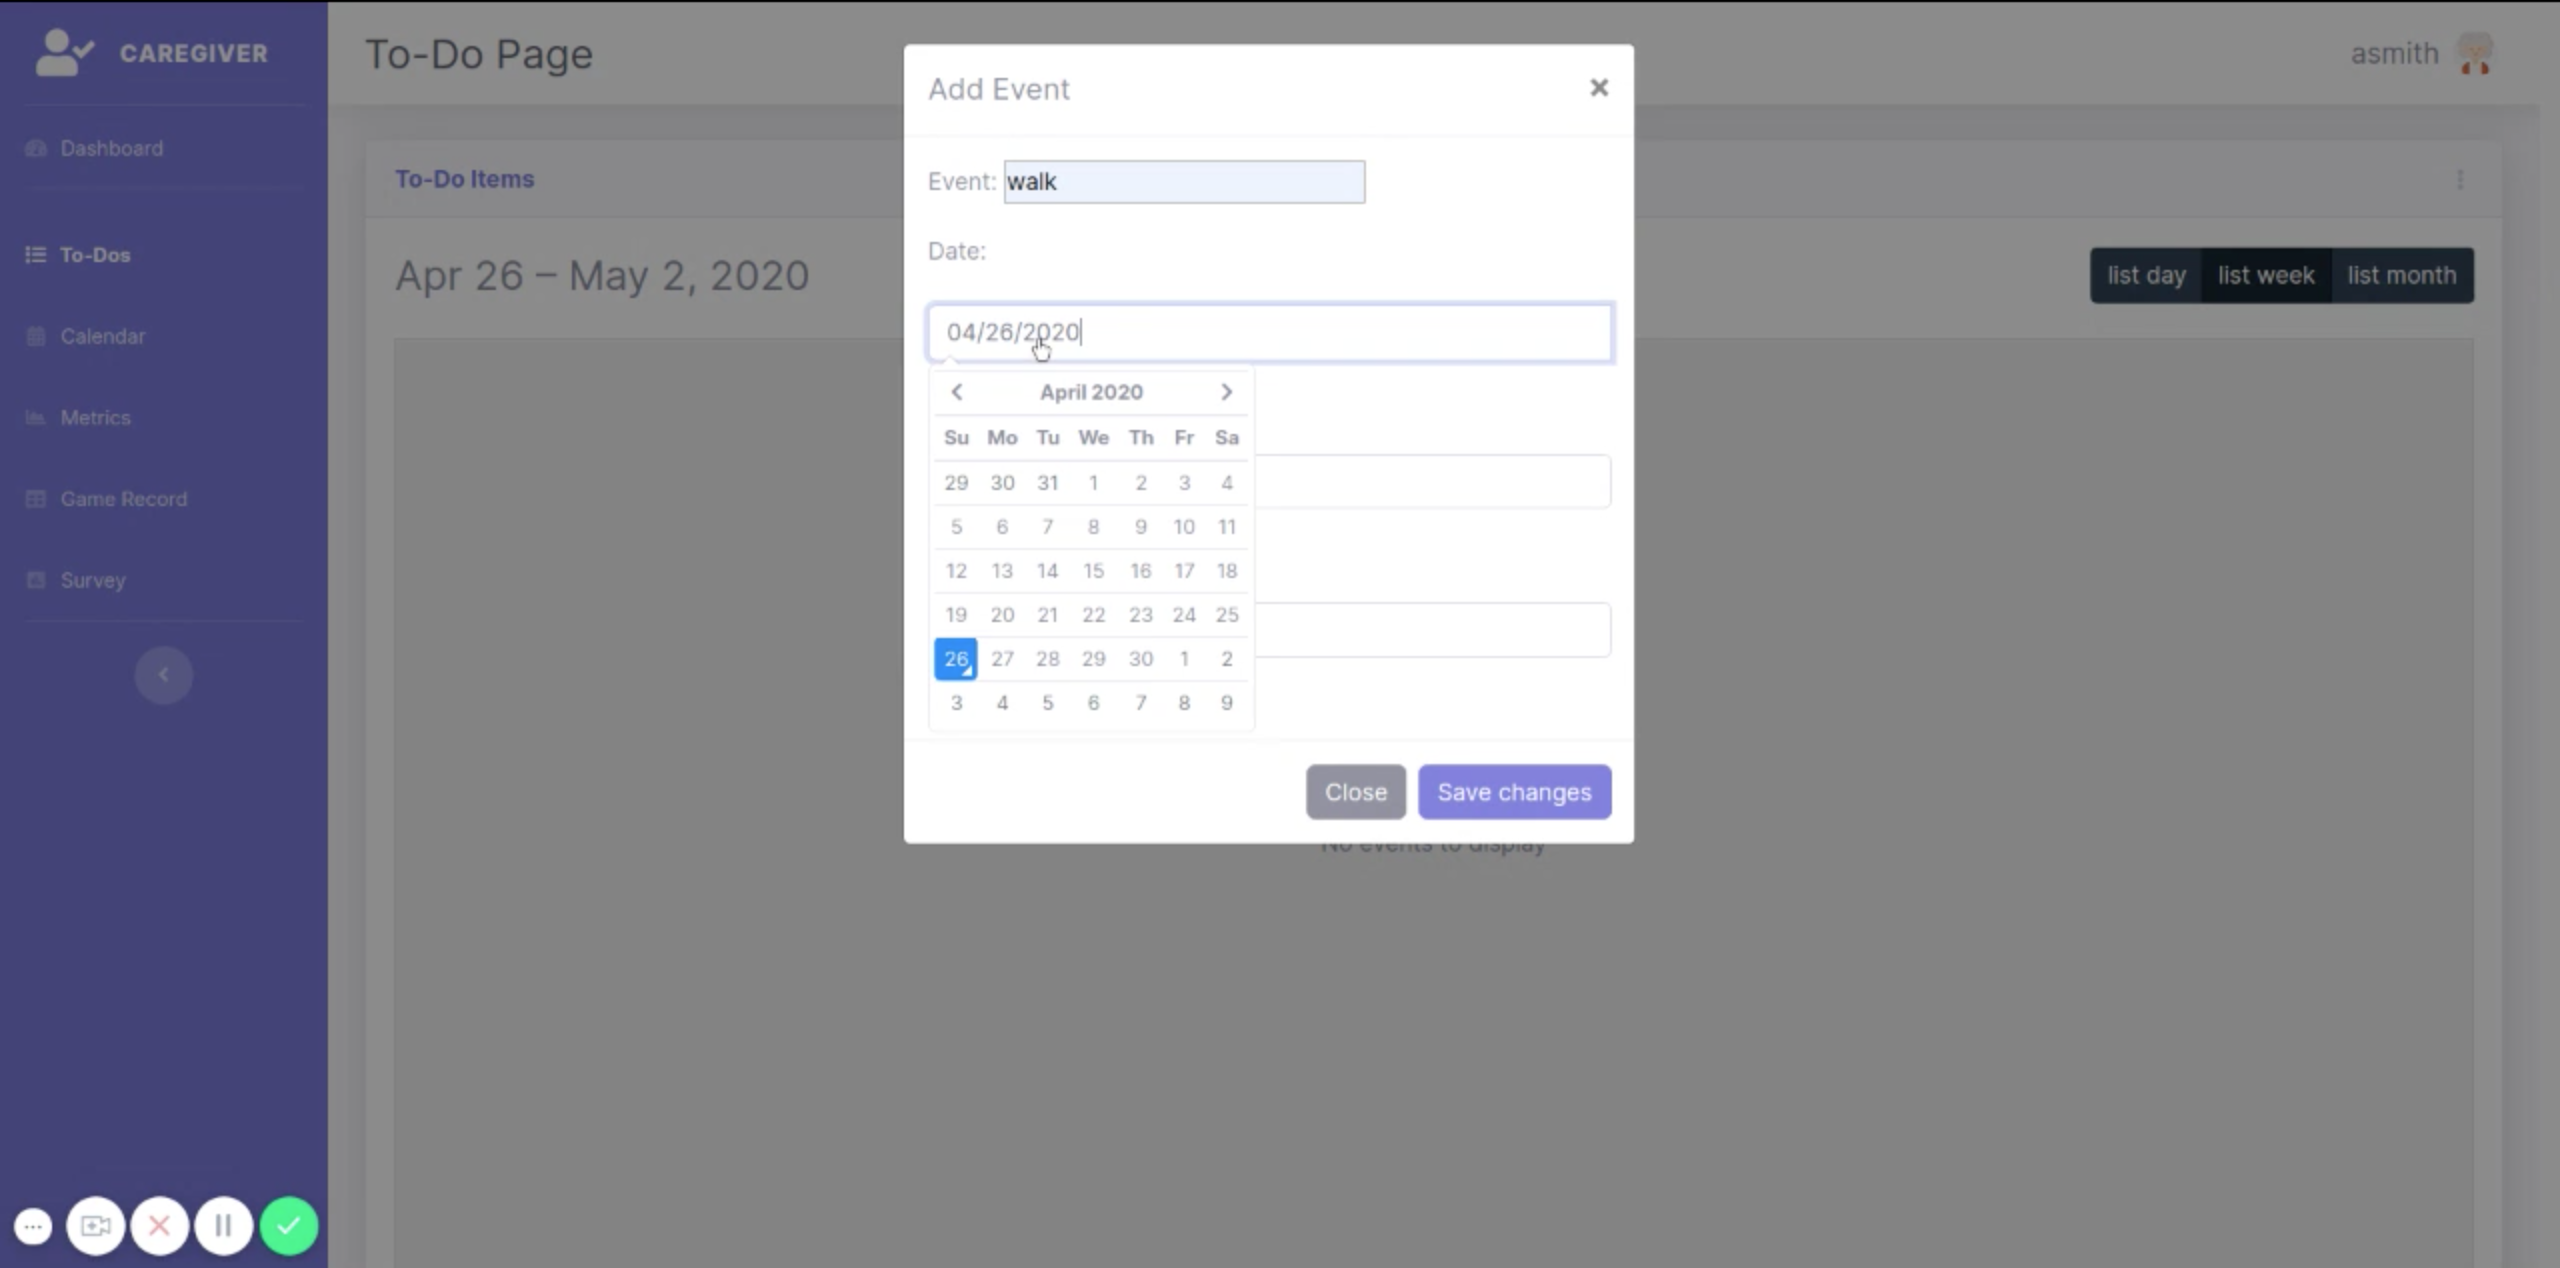 CAREGIVER
Dashboard
To-Dos
Calendar
Metrics
Game Record
Survey
To-Do Page
asmith
To-Do Items
Apr 26 – May 2, 2020
list day list week list month
Add Event ×
Event: walk
Date:
04/26/2020
April 2020
Su Mo Tu We Th Fr Sa
29 30 31 1 2 3 4
5 6 7 8 9 10 11
12 13 14 15 16 17 18
19 20 21 22 23 24 25
26 27 28 29 30 1 2
3 4 5 6 7 8 9
Close Save changes
No events to display